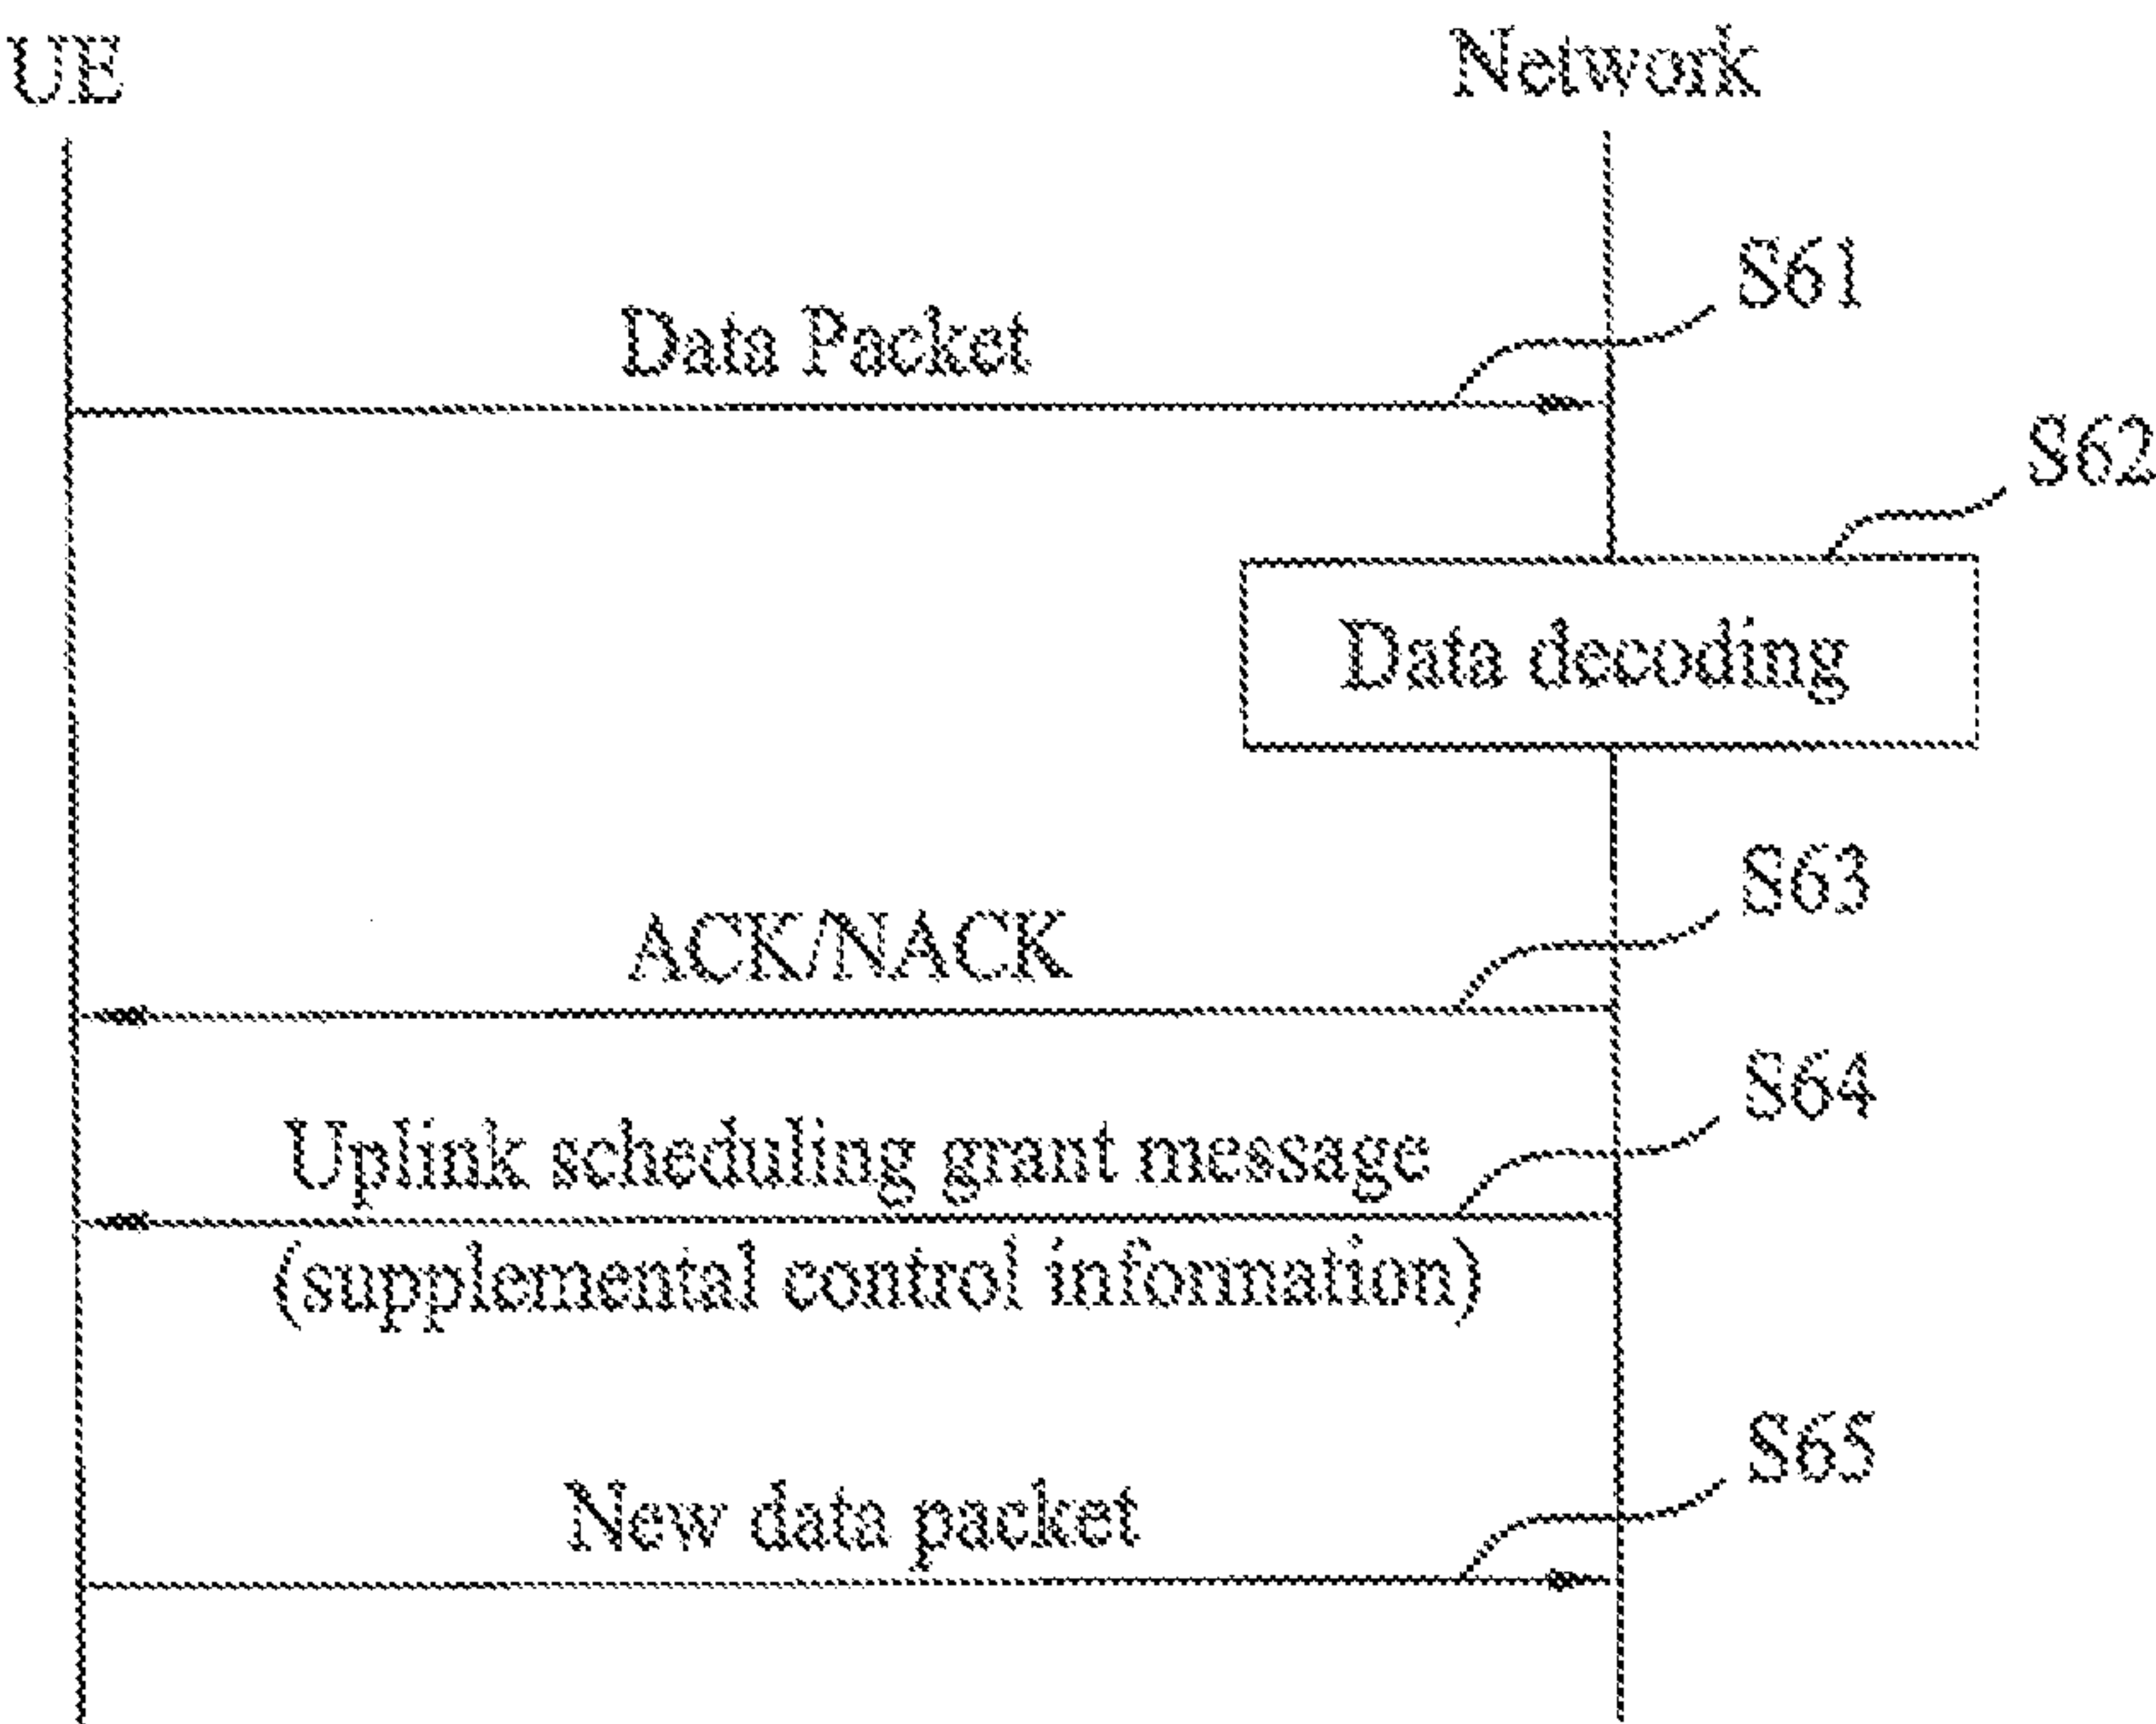 UE
Network
S61
Data Packet
S62
Data decoding
S63
ACK/NACK
S64
Uplink scheduling grant message
(supplemental control information)
S65
New data packet